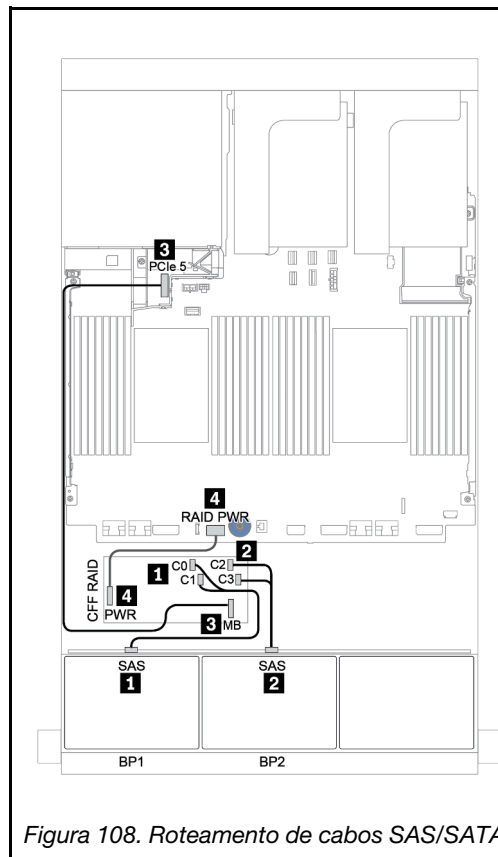 3
PCIe 5
4
RAID PWR
2
1
C0
C2
C1
C3
CFF RAID
4
PWR
3
MB
SAS
SAS
1
2
BP1
BP2
Figura 108. Roteamento de cabos SAS/SATA